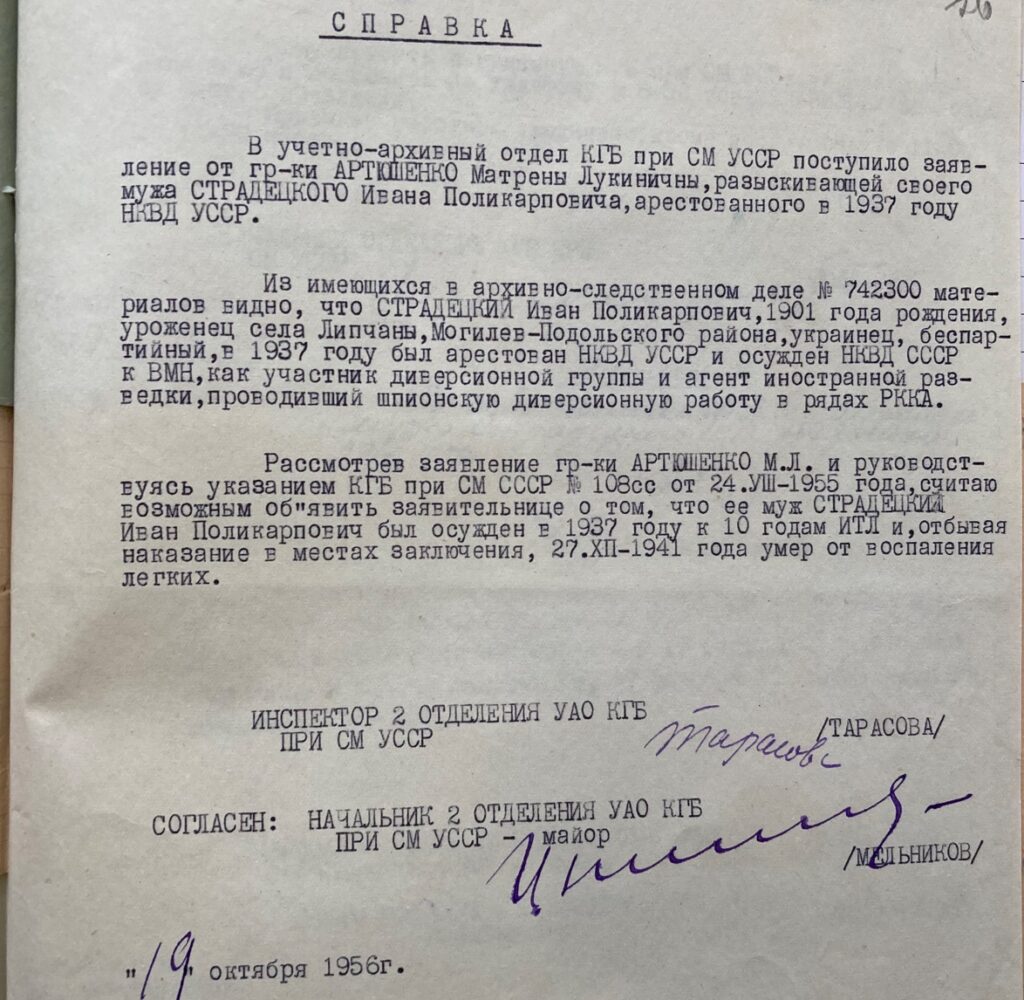 76
С П Р А В К А
В учетно-архивный отдел КГБ при СМ УССР поступило заяв-
ление от гр-ки АРТЮШЕНКО Матрены Лукиничны,разыскивающей своего
мужа СТРАДЕЦКОГО Ивана Поликарповича,арестованного в 1937 году
НКВД УССР.
Из имеющихся в архивно-следственном деле № 742300 мате-
риалов видно, что СТРАДЕЦКИЙ Иван Поликарпович,1901 года рождения,
уроженец села Липчаны,Могилев-Подольского района,украинец, беспар-
тийный,в 1937 году был арестован НКВД УССР и осужден НКВД СССР
к ВМН,как участник диверсионной группы и агент иностранной раз-
ведки,проводивший шпионскую диверсионную работу в рядах РККА.
Рассмотрев заявление гр-ки АРТЮШЕНКО М.Л. и руководст-
вуясь указанием КГБ при СМ СССР № 108сс от 24.УШ-1955 года,считаю
возможным об"явить заявительнице о том, что ее муж СТРАДЕЦКИЙ
Иван Поликарпович был осужден в 1937 году к 10 годам ИТЛ и,отбывая
наказание в местах заключения, 27.ХП-1941 года умер от воспаления
легких.
ИНСПЕКТОР 2 ОТДЕЛЕНИЯ УАО КГБ
ПРИ СМ УССР Тарасова /ТАРАСОВА/
СОГЛАСЕН: НАЧАЛЬНИК 2 ОТДЕЛЕНИЯ УАО КГБ
ПРИ СМ УССР - майор
/МЕЛЬНИКОВ/
"19" октября 1956г.